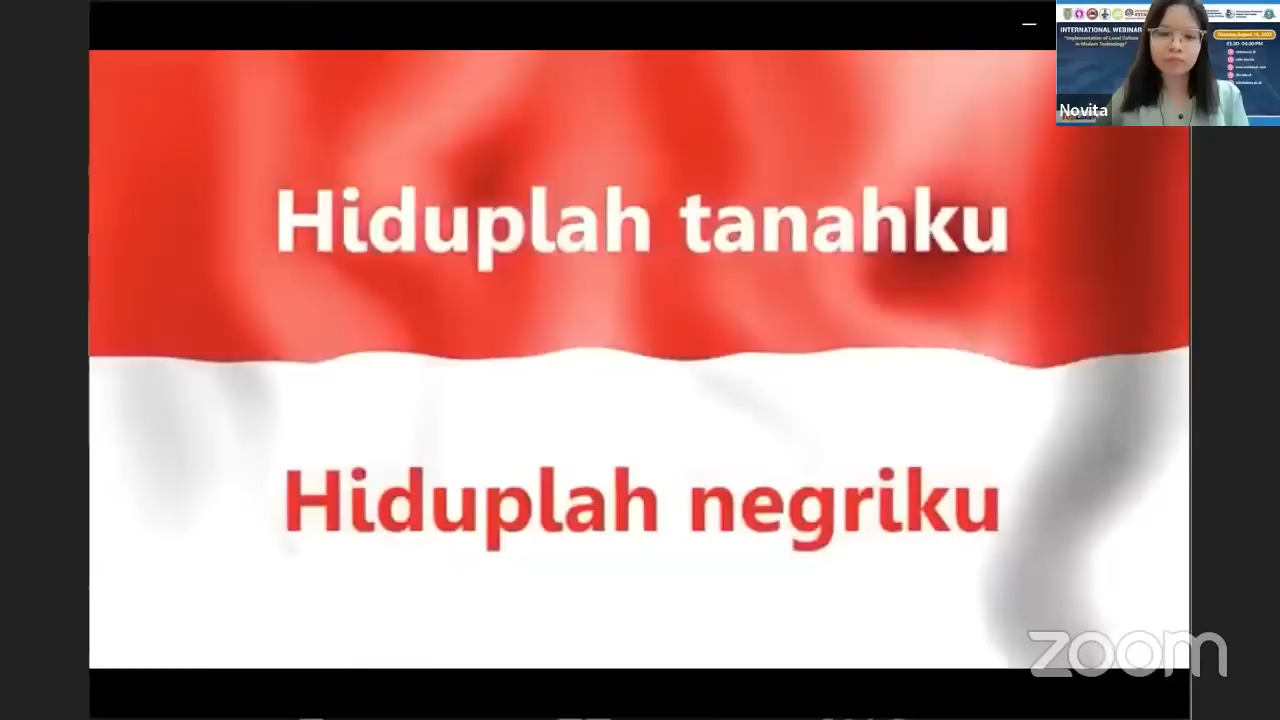 INTERNATIONAL WEBINAR
"Implementation of Local Culture
in Modern Technology"
Novita
Hiduplah tanahku
Hiduplah negriku
zoom